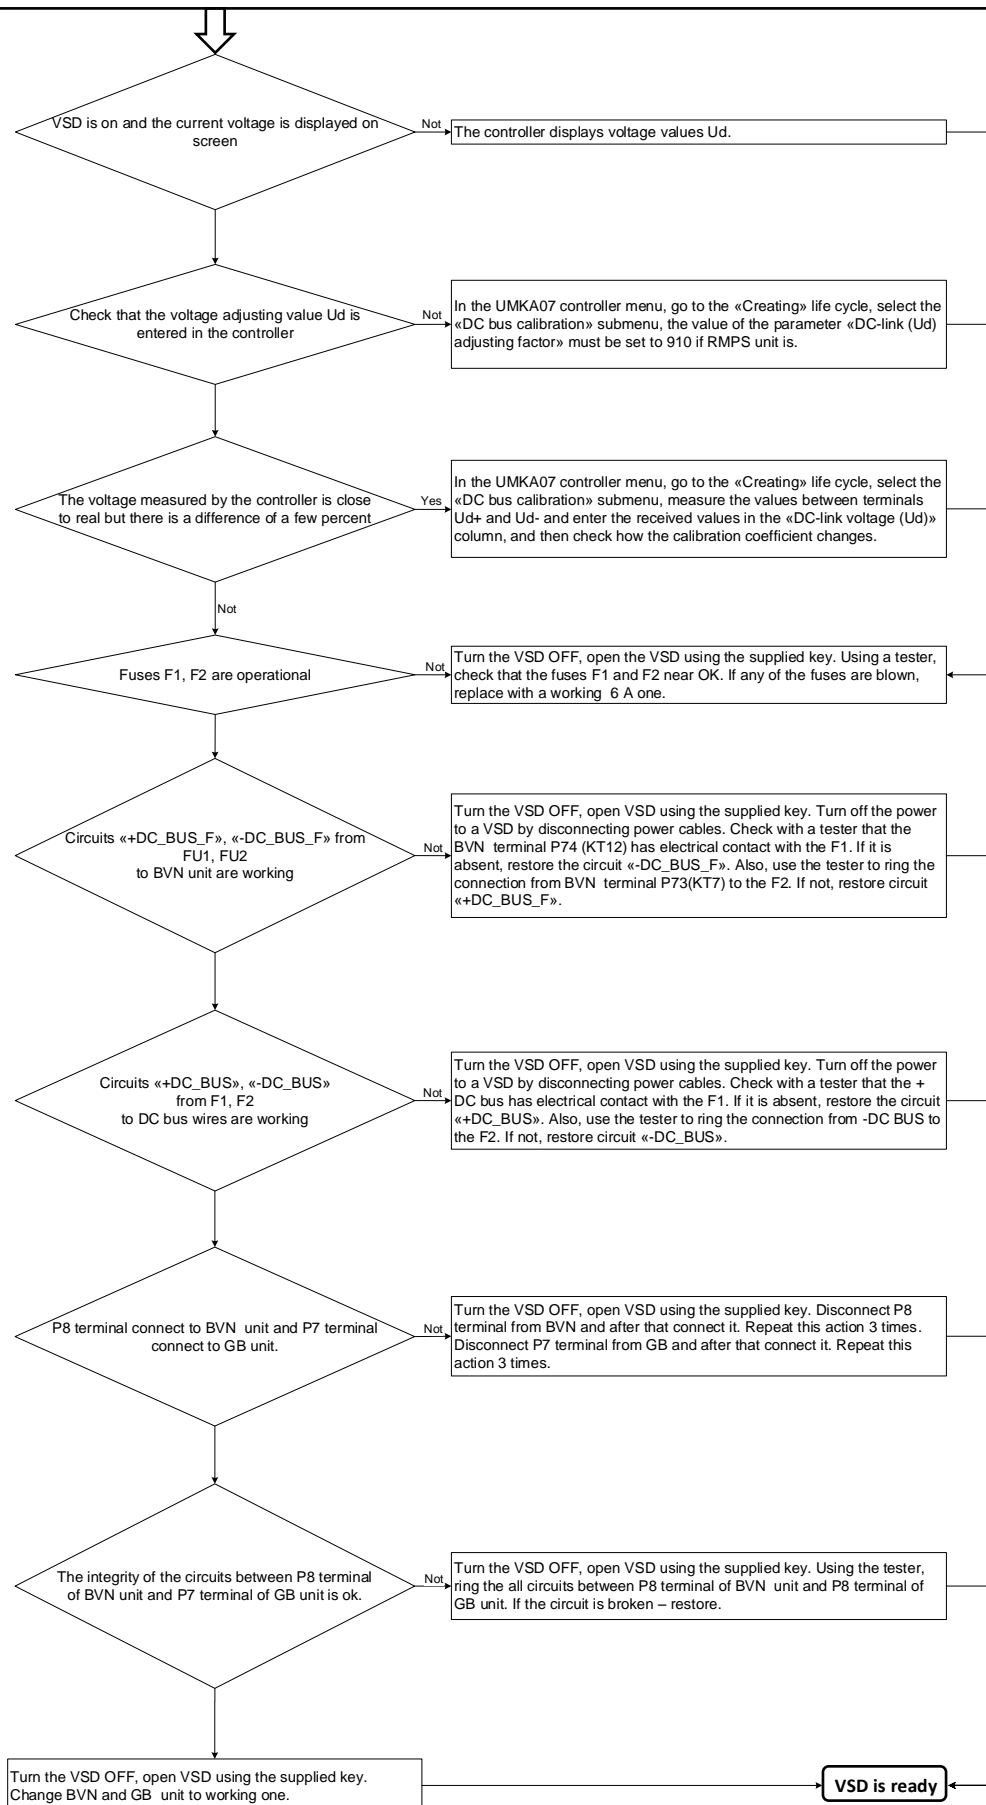 VSD is on and the current voltage is displayed on
screen
Not
The controller displays voltage values Ud.
Check that the voltage adjusting value Ud is
entered in the controller
Not
In the UMKA07 controller menu, go to the «Creating» life cycle, select the
«DC bus calibration» submenu, the value of the parameter «DC-link (Ud)
adjusting factor» must be set to 910 if RMPS unit is.
The voltage measured by the controller is close
to real but there is a difference of a few percent
Yes
In the UMKA07 controller menu, go to the «Creating» life cycle, select the
«DC bus calibration» submenu, measure the values between terminals
Ud+ and Ud- and enter the received values in the «DC-link voltage (Ud)»
column, and then check how the calibration coefficient changes.
Not
Fuses F1, F2 are operational
Not
Turn the VSD OFF, open the VSD using the supplied key. Using a tester,
check that the fuses F1 and F2 near OK. If any of the fuses are blown,
replace with a working 6 A one.
Circuits «+DC_BUS_F», «-DC_BUS_F» from
FU1, FU2
to BVN unit are working
Not
Turn the VSD OFF, open VSD using the supplied key. Turn off the power
to a VSD by disconnecting power cables. Check with a tester that the
BVN terminal P74 (KT12) has electrical contact with the F1. If it is
absent, restore the circuit «-DC_BUS_F». Also, use the tester to ring the
connection from BVN terminal P73(KT7) to the F2. If not, restore circuit
«+DC_BUS_F».
Circuits «+DC_BUS», «-DC_BUS»
from F1, F2
to DC bus wires are working
Not
Turn the VSD OFF, open VSD using the supplied key. Turn off the power
to a VSD by disconnecting power cables. Check with a tester that the +
DC bus has electrical contact with the F1. If it is absent, restore the circuit
«+DC_BUS». Also, use the tester to ring the connection from -DC BUS to
the F2. If not, restore circuit «-DC_BUS».
P8 terminal connect to BVN unit and P7 terminal
connect to GB unit.
Not
Turn the VSD OFF, open VSD using the supplied key. Disconnect P8
terminal from BVN and after that connect it. Repeat this action 3 times.
Disconnect P7 terminal from GB and after that connect it. Repeat this
action 3 times.
The integrity of the circuits between P8 terminal
of BVN unit and P7 terminal of GB unit is ok.
Not
Turn the VSD OFF, open VSD using the supplied key. Using the tester,
ring the all circuits between P8 terminal of BVN unit and P8 terminal of
GB unit. If the circuit is broken – restore.
Turn the VSD OFF, open VSD using the supplied key.
Change BVN and GB unit to working one.
VSD is ready